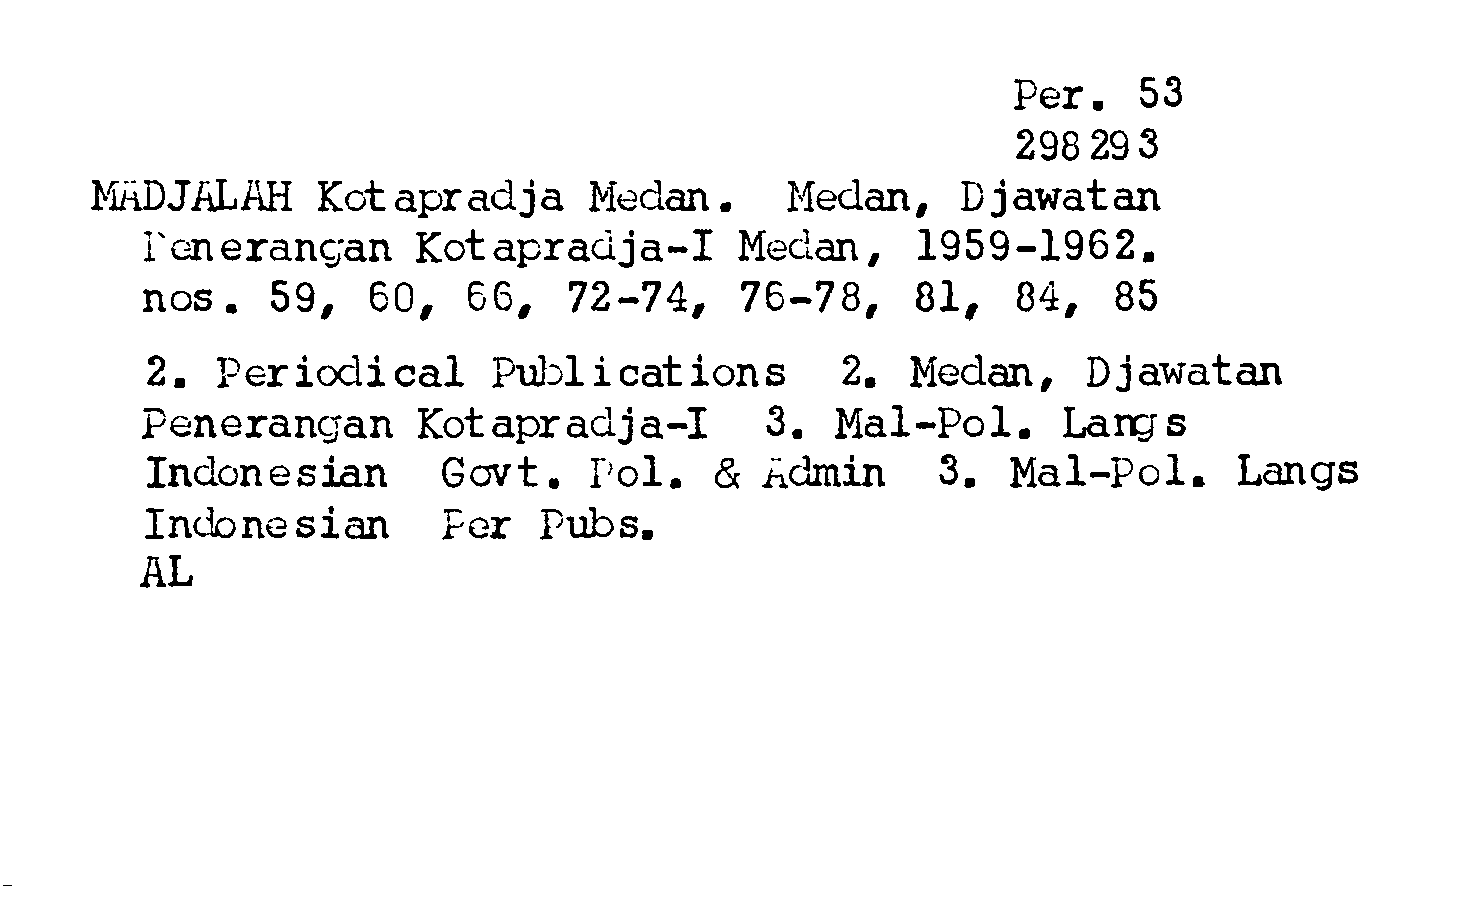 Per. 53
298293
MADJALAH Kotapradja Medan. Medan, Djawatan
Penerangan Kotapradja-I Medan, 1959-1962.
nos. 59, 60, 66, 72-74, 76-78, 81, 84, 85
2. Periodical Publications 2. Medan, Djawatan
Penerangan Kotapradja-I 3. Mal-Pol. Langs
Indonesian Govt. Pol. & Admin 3. Mal-Pol. Langs
Indonesian Per Pubs.
AL